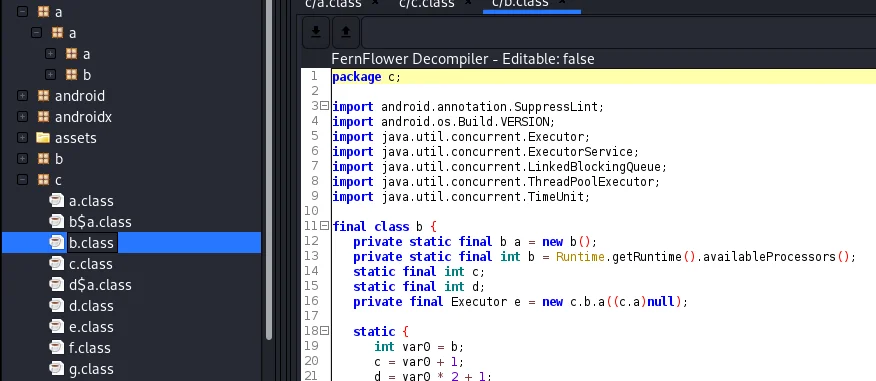 a
a
a
b
android
androidx
assets
b
c
a.class
b$a.class
b.class
c.class
d$a.class
d.class
e.class
f.class
g.class
c/a.class
c/c.class
c/b.class
FernFlower Decompiler - Editable: false
1 package c;
2
3 import android.annotation.SuppressLint;
4 import android.os.Build.VERSION;
5 import java.util.concurrent.Executor;
6 import java.util.concurrent.ExecutorService;
7 import java.util.concurrent.LinkedBlockingQueue;
8 import java.util.concurrent.ThreadPoolExecutor;
9 import java.util.concurrent.TimeUnit;
10
11 final class b {
12 private static final b a = new b();
13 private static final int b = Runtime.getRuntime().availableProcessors();
14 static final int c;
15 static final int d;
16 private final Executor e = new c.b.a((c.a)null);
17
18 static {
19 int var0 = b;
20 c = var0 + 1;
21 d = var0 * 2 + 1;